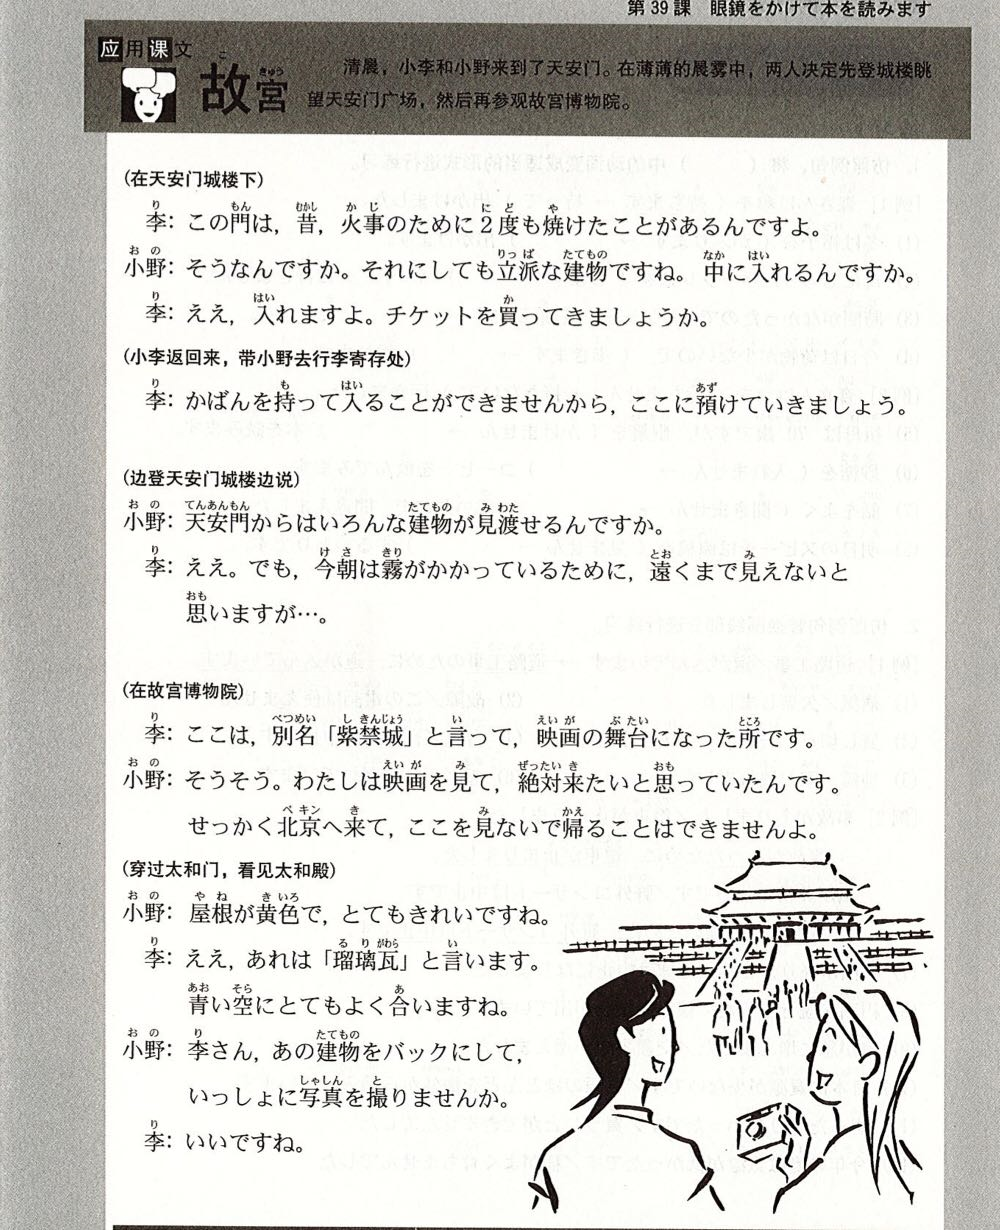 第39課 眼鏡をかけて本を読みます
应用课文
故宮
清晨，小李和小野来到了天安门。在薄薄的晨雾中，两人决定先登城楼眺
望天安门广场，然后再参观故宫博物院。
(在天安门城楼下)
李：この門は，昔，火事のために2度も焼けたことがあるんですよ。
小野：そうなんですか。それにしても立派な建物ですね。中に入れるんですか。
李：ええ，入れますよ。チケットを買ってきましょうか。
(小李返回来，带小野去行李寄存处)
李：かばんを持って入ることができませんから，ここに預けていきましょう。
(边登天安门城楼边说)
小野：天安門からはいろんな建物が見渡せるんですか。
李：ええ。でも，今朝は霧がかかっているために，遠くまで見えないと
思いますが…。
(在故宫博物院)
李：ここは，別名「紫禁城」と言って，映画の舞台になった所です。
小野：そうそう。わたしは映画を見て，絶対来たいと思っていたんです。
せっかく北京へ来て，ここを見ないで帰ることはできませんよ。
(穿过太和门，看见太和殿)
小野：屋根が黄色で，とてもきれいですね。
李：ええ，あれは「瑠璃瓦」と言います。
青い空にとてもよく合いますね。
小野：李さん，あの建物をバックにして，
いっしょに写真を撮りませんか。
李：いいですね。